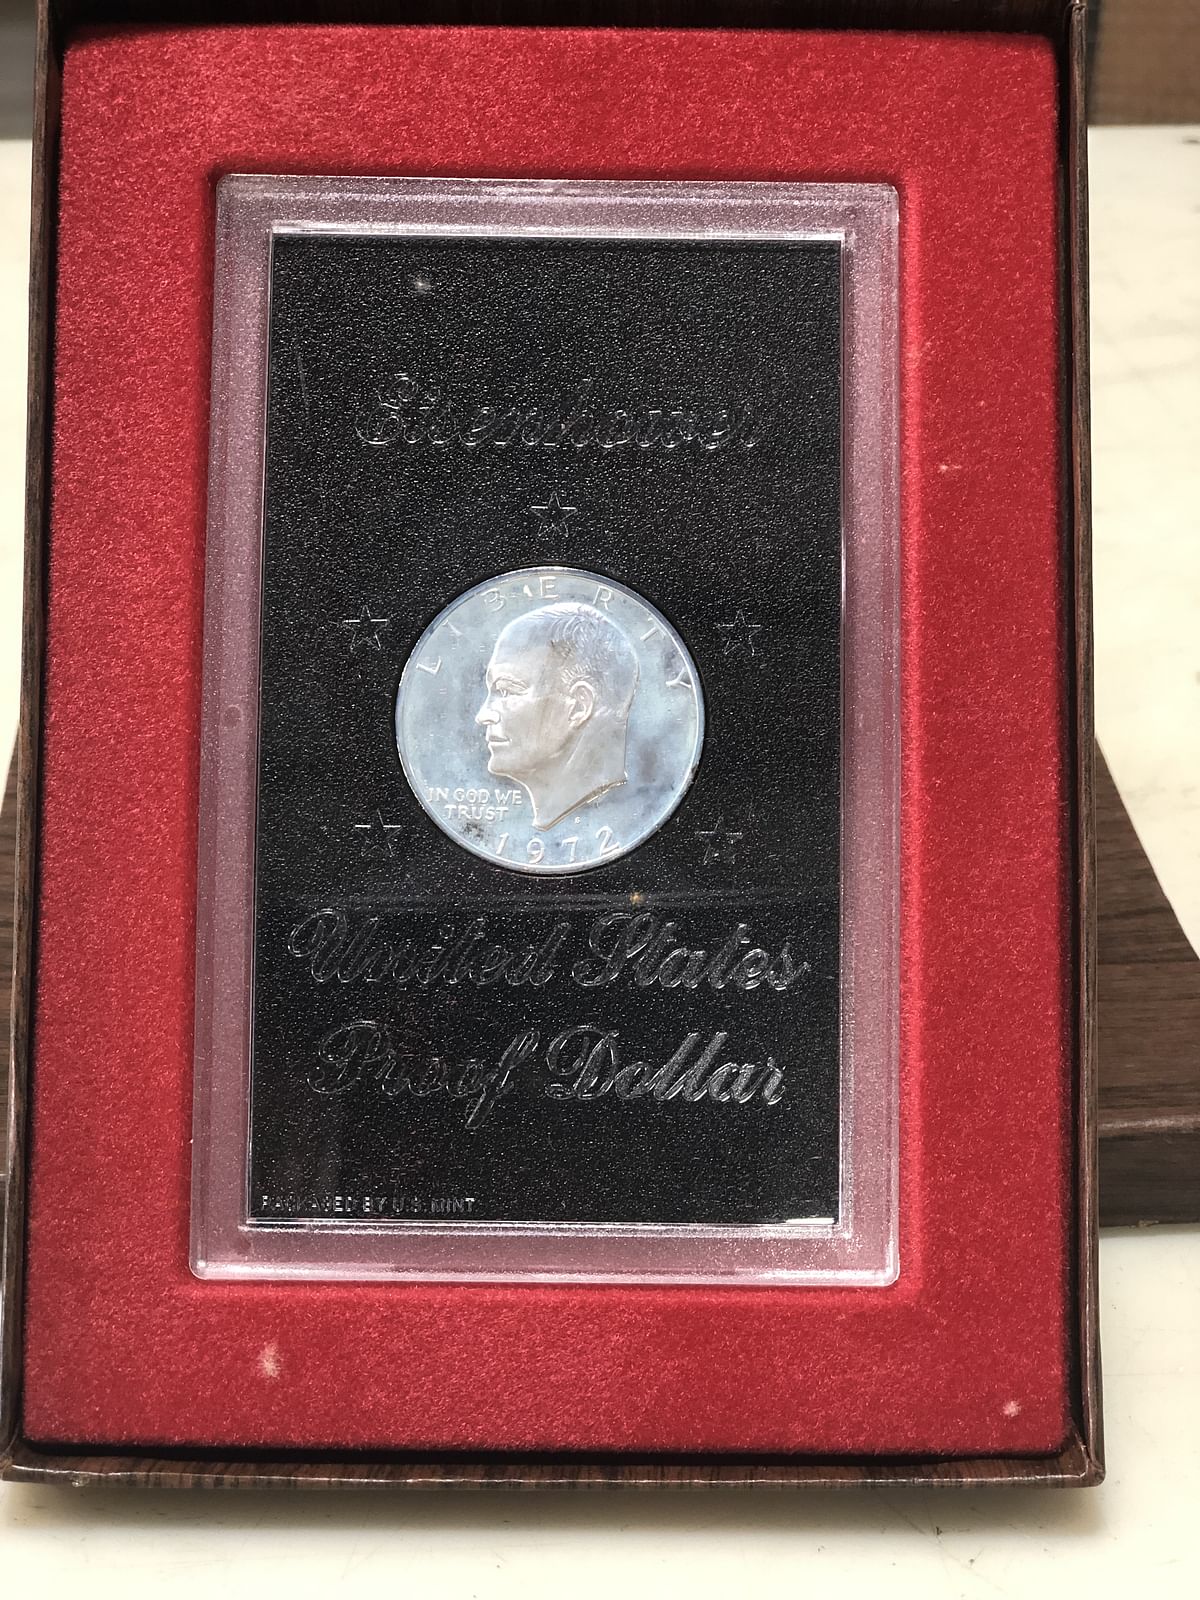 Eisenhower
LIBERTY
IN GOD WE
TRUST
S
1972
United States
Proof Dollar
PACKAGED BY U.S. MINT